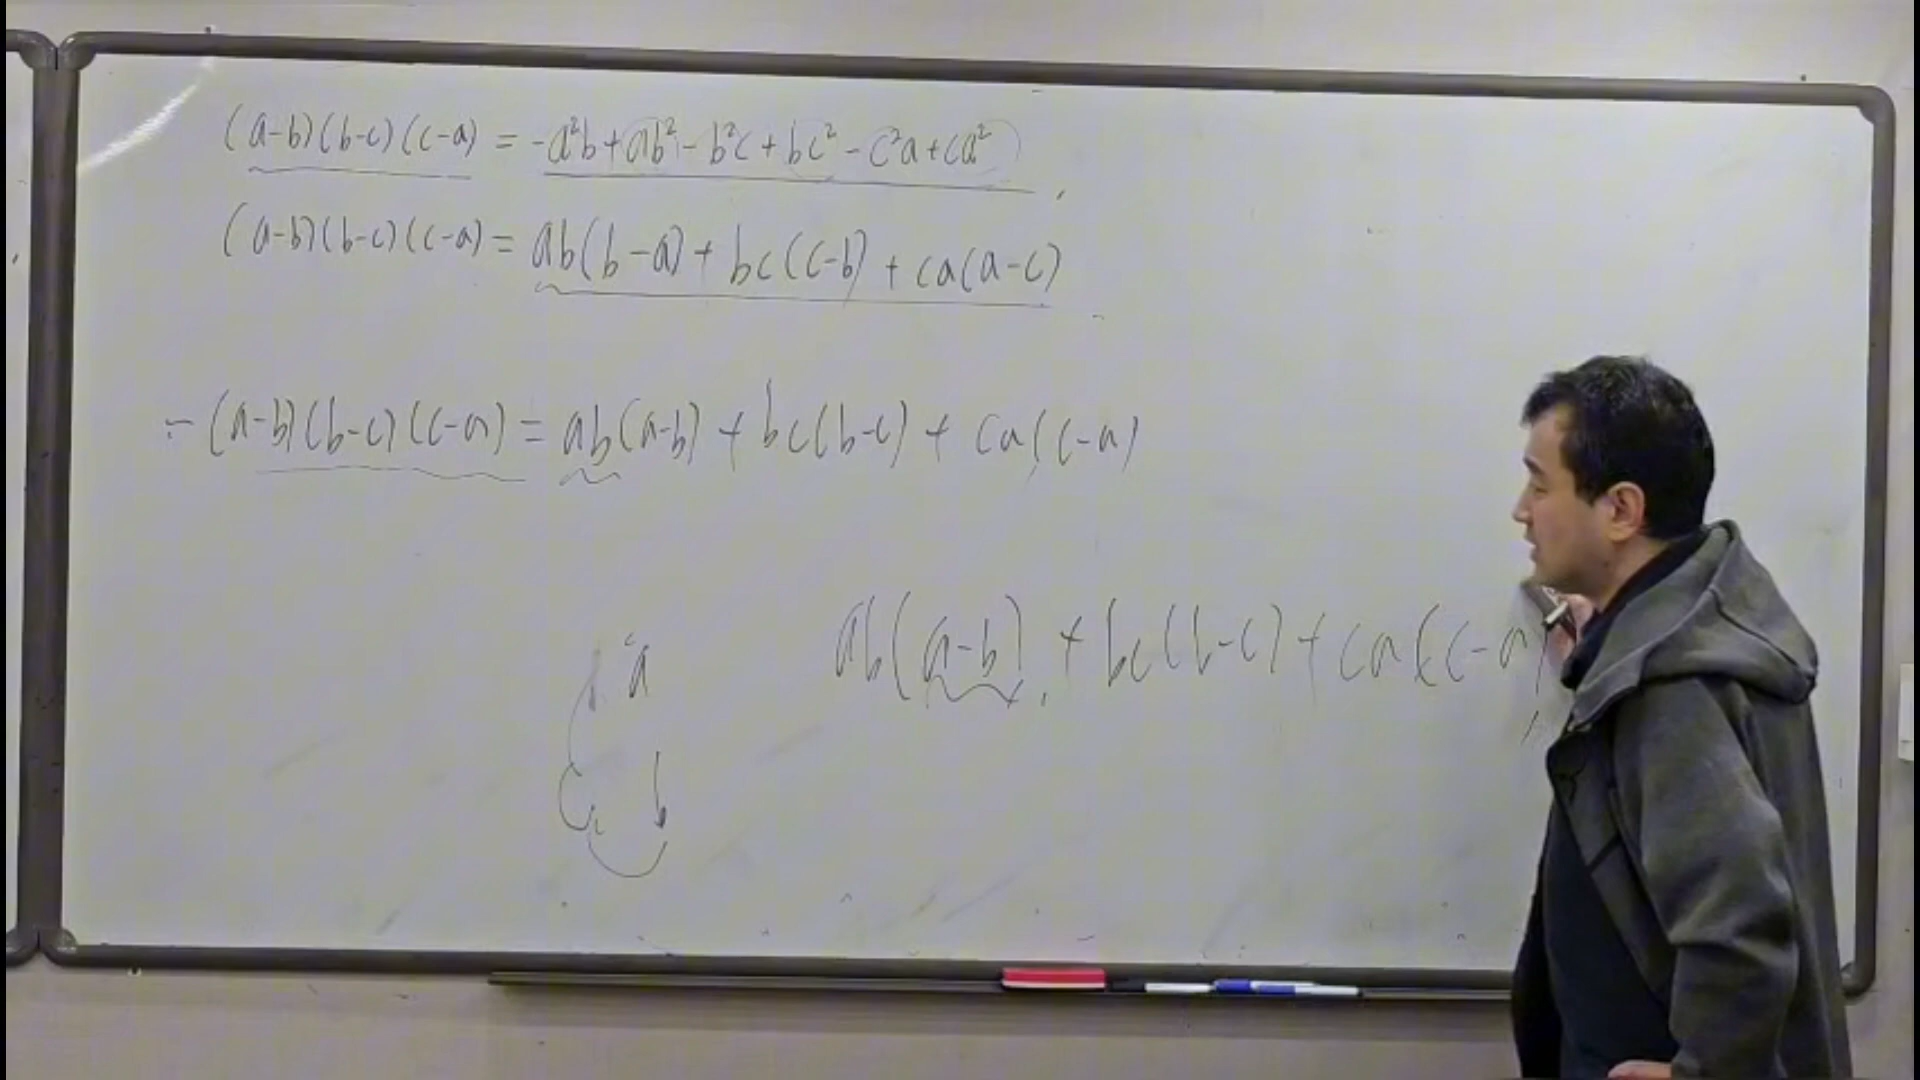 (a-b)(b-c)(c-a) = -a²b+ab²-b²c+bc²-c²a+ca²,
(a-b)(b-c)(c-a) = ab(b-a)+bc(c-b)+ca(a-c)
-(a-b)(b-c)(c-a) = ab(a-b)+bc(b-c)+ca(c-a)
ab(a-b)+bc(b-c)+ca(c-a)
a
c b